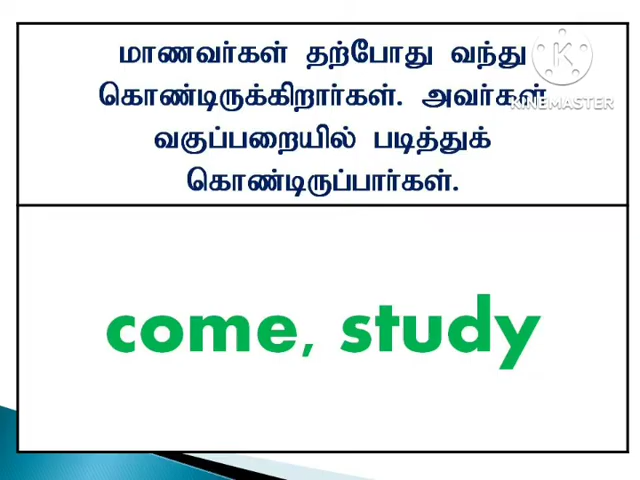 மாணவர்கள் தற்போது வந்து
கொண்டிருக்கிறார்கள். அவர்கள்
வகுப்பறையில் படித்துக்
கொண்டிருப்பார்கள்.
K
KINEMASTER
come, study